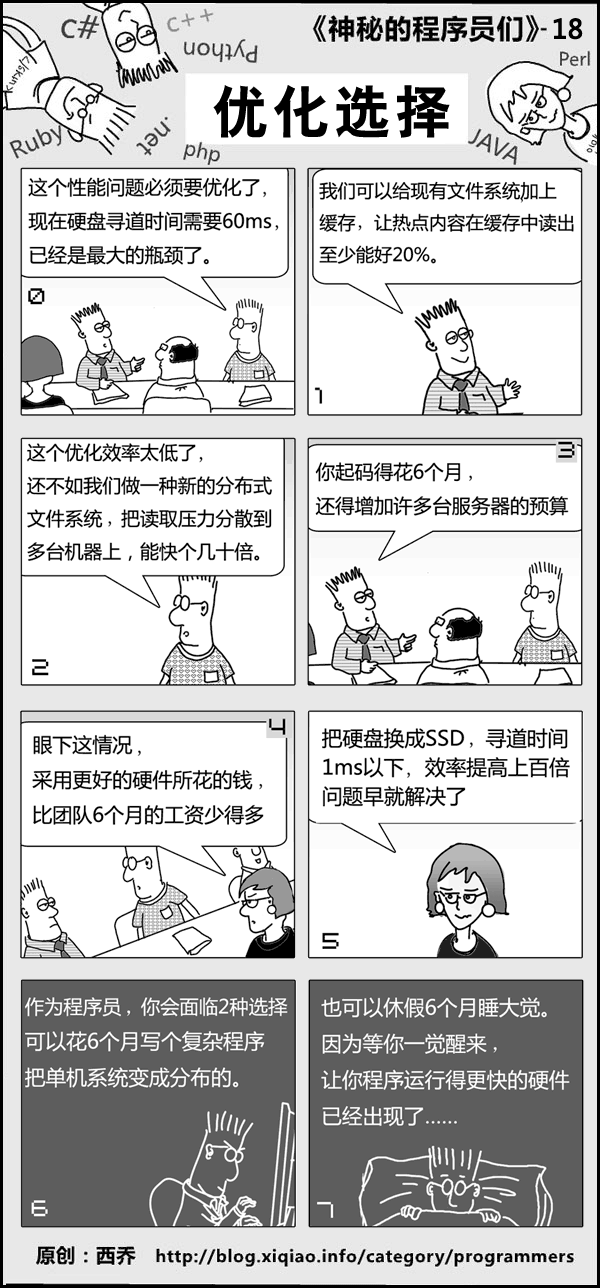 《神秘的程序员们》- 18
C#
C++
Python
Perl
Ruby
.net
php
JAVA
优化选择
这个性能问题必须要优化了，
现在硬盘寻道时间需要60ms，
已经是最大的瓶颈了。
0
我们可以给现有文件系统加上
缓存，让热点内容在缓存中读出
至少能好20%。
1
这个优化效率太低了，
还不如我们做一种新的分布式
文件系统，把读取压力分散到
多台机器上，能快个几十倍。
2
3
你起码得花6个月，
还得增加许多台服务器的预算
4
眼下这情况，
采用更好的硬件所花的钱，
比团队6个月的工资少得多
把硬盘换成SSD，寻道时间
1ms以下，效率提高上百倍
问题早就解决了
5
作为程序员，你会面临2种选择
可以花6个月写个复杂程序
把单机系统变成分布的。
6
也可以休假6个月睡大觉。
因为等你一觉醒来，
让你程序运行得更快的硬件
已经出现了......
7
原创：西乔 http://blog.xiqiao.info/category/programmers